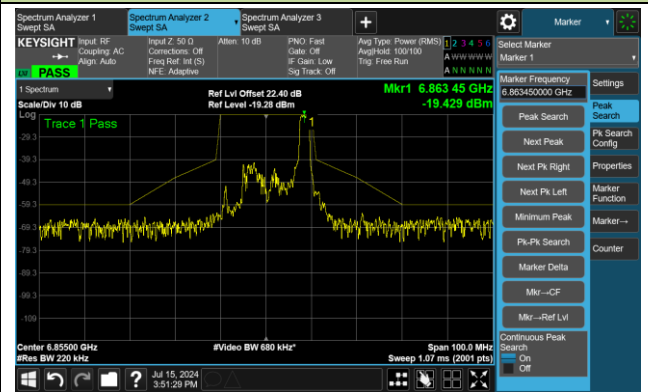 Spectrum Analyzer 1
Swept SA
Spectrum Analyzer 2
Swept SA
Spectrum Analyzer 3
Swept SA
Marker
KEYSIGHT
Input: RF
Coupling: AC
Align: Auto
Input Z: 50 Ω
Corrections: Off
Freq Ref: Int (S)
NFE: Adaptive
Atten: 10 dB
PNO: Fast
Gate: Off
IF Gain: Low
Sig Track: Off
Avg Type: Power (RMS)
Avg|Hold: 100/100
Trig: Free Run
1 2 3 4 5 6
A W W W W W
A N N N N N
LXI
PASS
Select Marker
Marker 1
1 Spectrum
Ref Lvl Offset 22.40 dB
Mkr1 6.863 45 GHz
Scale/Div 10 dB
Ref Level -19.28 dBm
-19.429 dBm
Log
Trace 1 Pass
1
-29.3
-39.3
-49.3
-59.3
-69.3
-79.3
-89.3
-99.3
-109
Center 6.85500 GHz
#Video BW 680 kHz*
Span 100.0 MHz
#Res BW 220 kHz
Sweep 1.07 ms (2001 pts)
Marker Frequency
6.863450000 GHz
Peak Search
Next Peak
Next Pk Right
Next Pk Left
Minimum Peak
Pk-Pk Search
Marker Delta
Mkr→CF
Mkr→Ref Lvl
Continuous Peak
Search
On
Off
Settings
Peak
Search
Pk Search
Config
Properties
Marker
Function
Marker→
Counter
?
Jul 15, 2024
3:51:29 PM